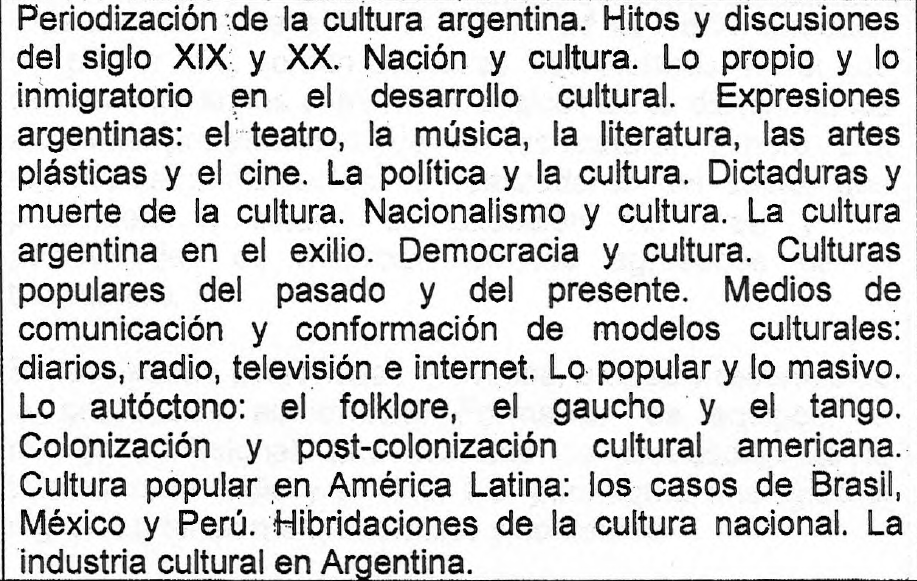 Periodización de la cultura argentina. Hitos y discusiones
del siglo XIX y XX. Nación y cultura. Lo propio y lo
inmigratorio en el desarrollo cultural. Expresiones
argentinas: el teatro, la música, la literatura, las artes
plásticas y el cine. La política y la cultura. Dictaduras y
muerte de la cultura. Nacionalismo y cultura. La cultura
argentina en el exilio. Democracia y cultura. Culturas
populares del pasado y del presente. Medios de
comunicación y conformación de modelos culturales:
diarios, radio, televisión e internet. Lo popular y lo masivo.
Lo autóctono: el folklore, el gaucho y el tango.
Colonización y post-colonización cultural americana.
Cultura popular en América Latina: los casos de Brasil,
México y Perú. Hibridaciones de la cultura nacional. La
industria cultural en Argentina.